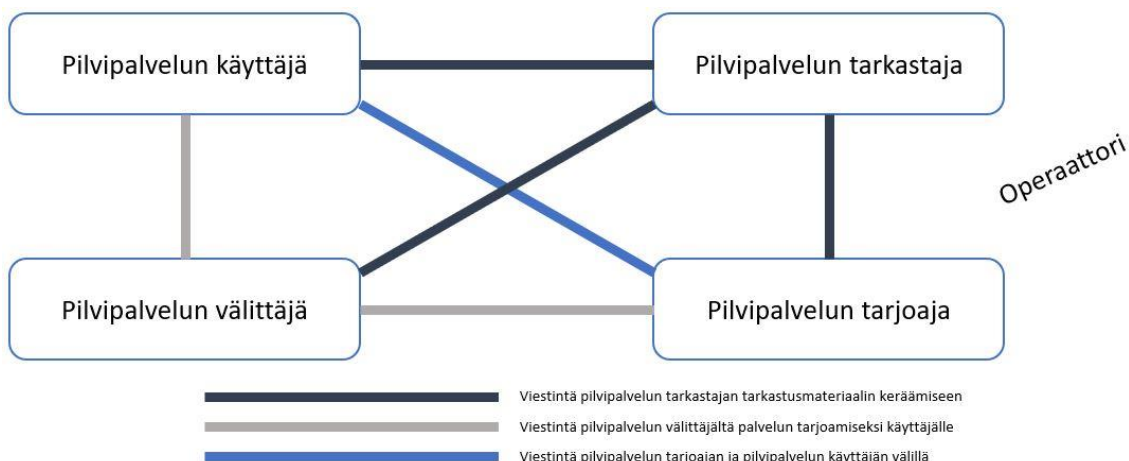 Pilvipalvelun käyttäjä
Pilvipalvelun tarkastaja
Operaattori
Pilvipalvelun välittäjä
Pilvipalvelun tarjoaja
Viestintä pilvipalvelun tarkastajan tarkastusmateriaalin keräämiseen
Viestintä pilvipalvelun välittäjältä palvelun tarjoamiseksi käyttäjälle
Viestintä pilvipalvelun tarjoajan ja pilvipalvelun käyttäjän välillä